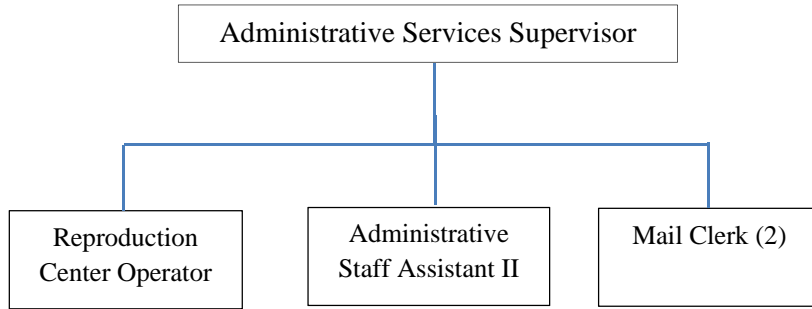 Administrative Services Supervisor
Reproduction
Center Operator
Administrative
Staff Assistant II
Mail Clerk (2)